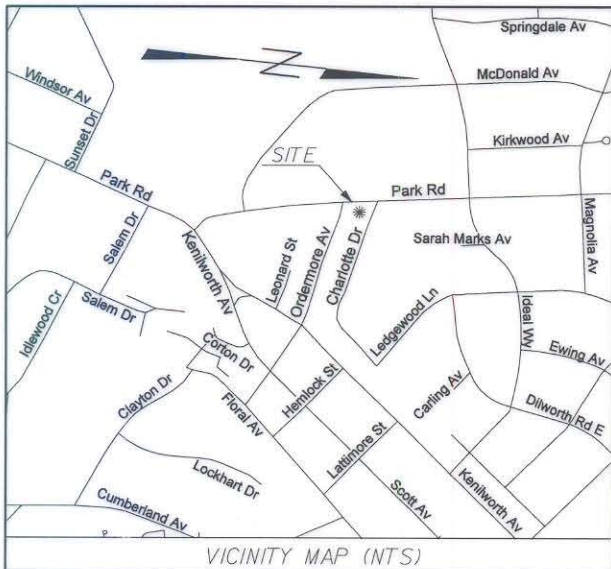 Springdale Av
McDonald Av
Windsor Av
Sunset Dr
Kirkwood Av
N
SITE
Park Rd
Park Rd
Salem Dr
Kenilworth Av
Leonard St
Ordermore Av
Charlotte Dr
Sarah Marks Av
Magnolia Av
Idlewood Cr
Salem Dr
Corton Dr
Ledgewood Ln
Ideal Wy
Ewing Av
Clayton Dr
Floral Av
Hemlock St
Carling Av
Dilworth Rd E
Lockhart Dr
Lattimore St
Scott Av
Kenilworth Av
Cumberland Av
VICINITY MAP (NTS)